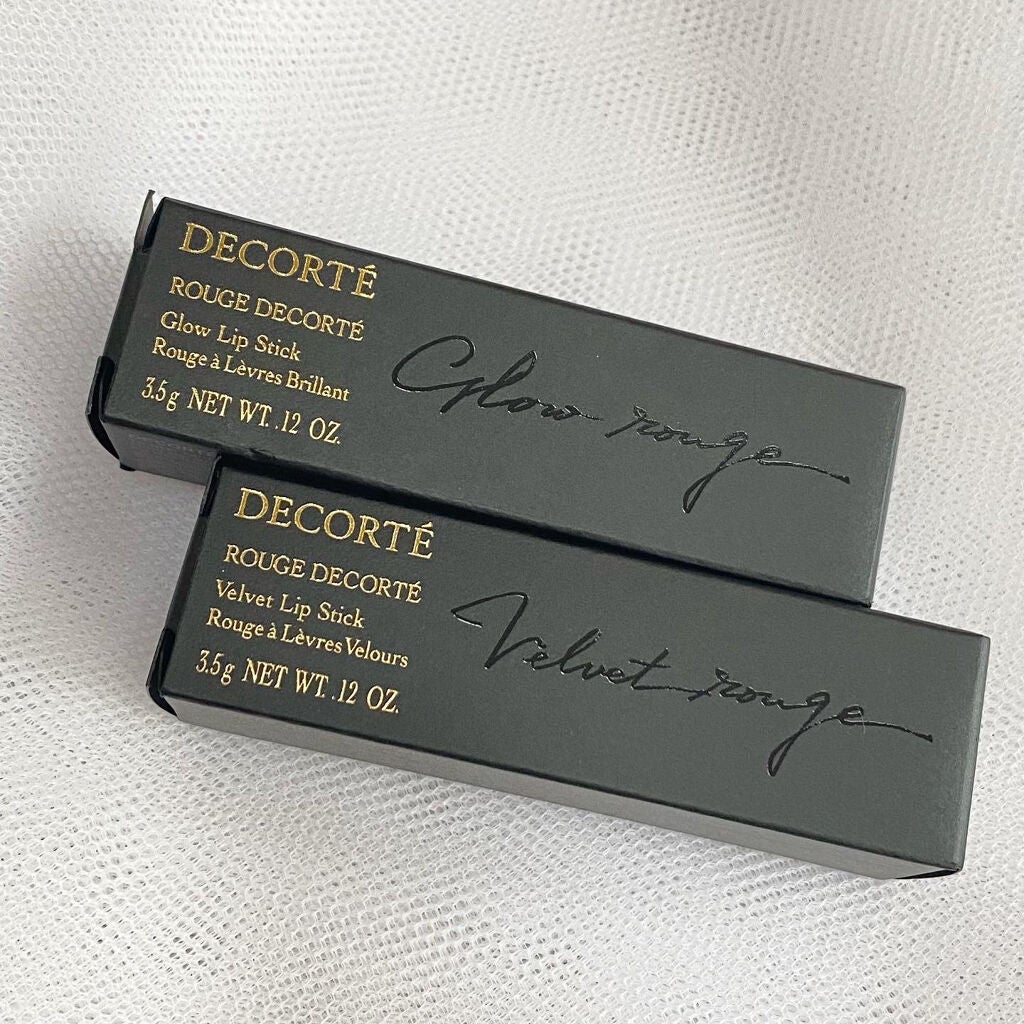 DECORTÉ
ROUGE DECORTÉ
Glow Lip Stick
Rouge à Lèvres Brillant
3.5g NET WT. .12 OZ.
Glow rouge
DECORTÉ
ROUGE DECORTÉ
Velvet Lip Stick
Rouge à Lèvres Velours
3.5g NET WT. .12 OZ.
Velvet rouge